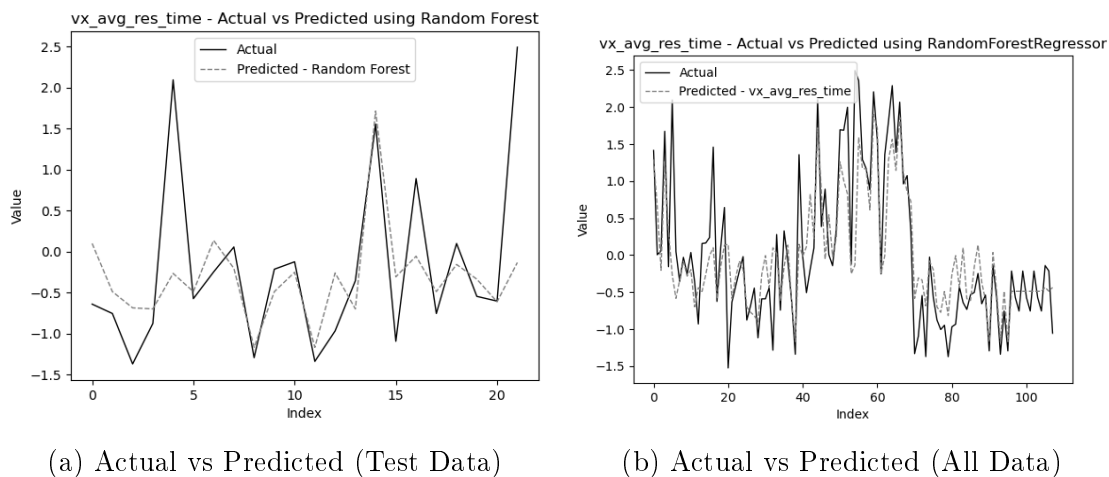 vx_avg_res_time - Actual vs Predicted using Random Forest
Actual
Predicted - Random Forest
2.5
2.0
1.5
1.0
0.5
0.0
−0.5
−1.0
−1.5
Value
0
5
10
15
20
Index
(a) Actual vs Predicted (Test Data)
vx_avg_res_time - Actual vs Predicted using RandomForestRegressor
Actual
Predicted - vx_avg_res_time
2.5
2.0
1.5
1.0
0.5
0.0
−0.5
−1.0
−1.5
Value
0
20
40
60
80
100
Index
(b) Actual vs Predicted (All Data)